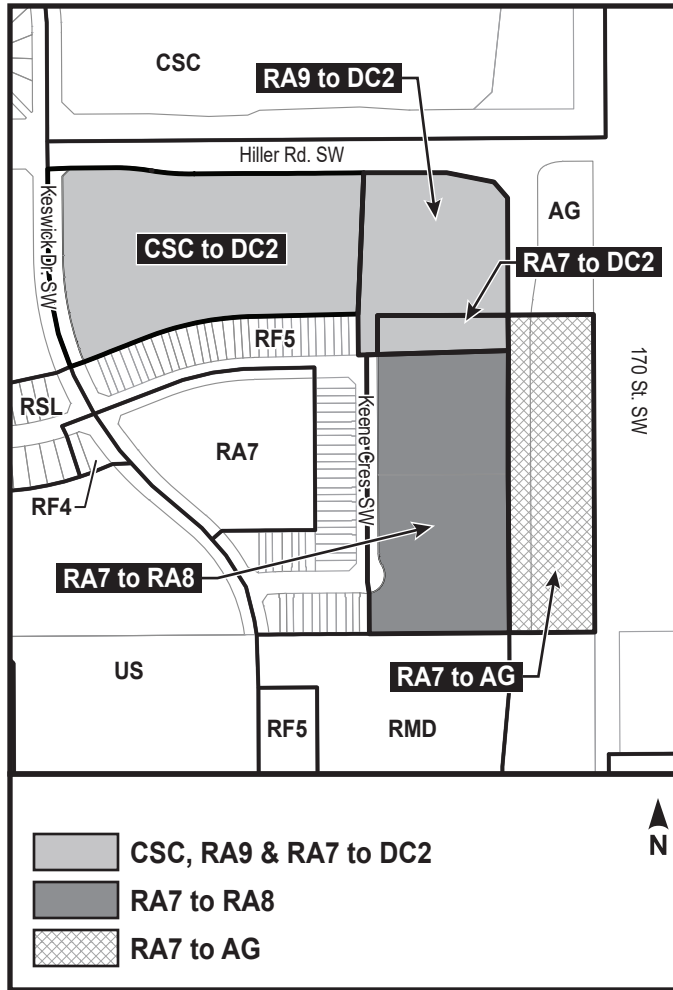 CSC
RA9 to DC2
Hiller Rd. SW
Keswick Dr. SW
AG
CSC to DC2
RA7 to DC2
RF5
170 St. SW
RSL
RA7
Keene Cres. SW
RF4
RA7 to RA8
US
RA7 to AG
RF5
RMD
N
CSC, RA9 & RA7 to DC2
RA7 to RA8
RA7 to AG